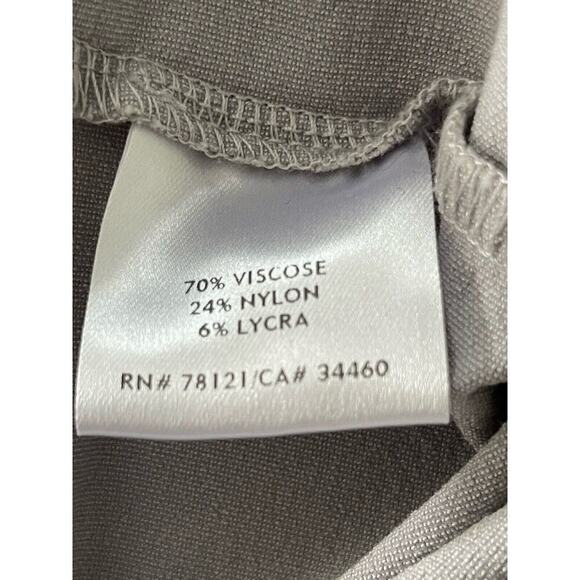 70% VISCOSE
24% NYLON
6% LYCRA
RN# 78121/CA# 34460